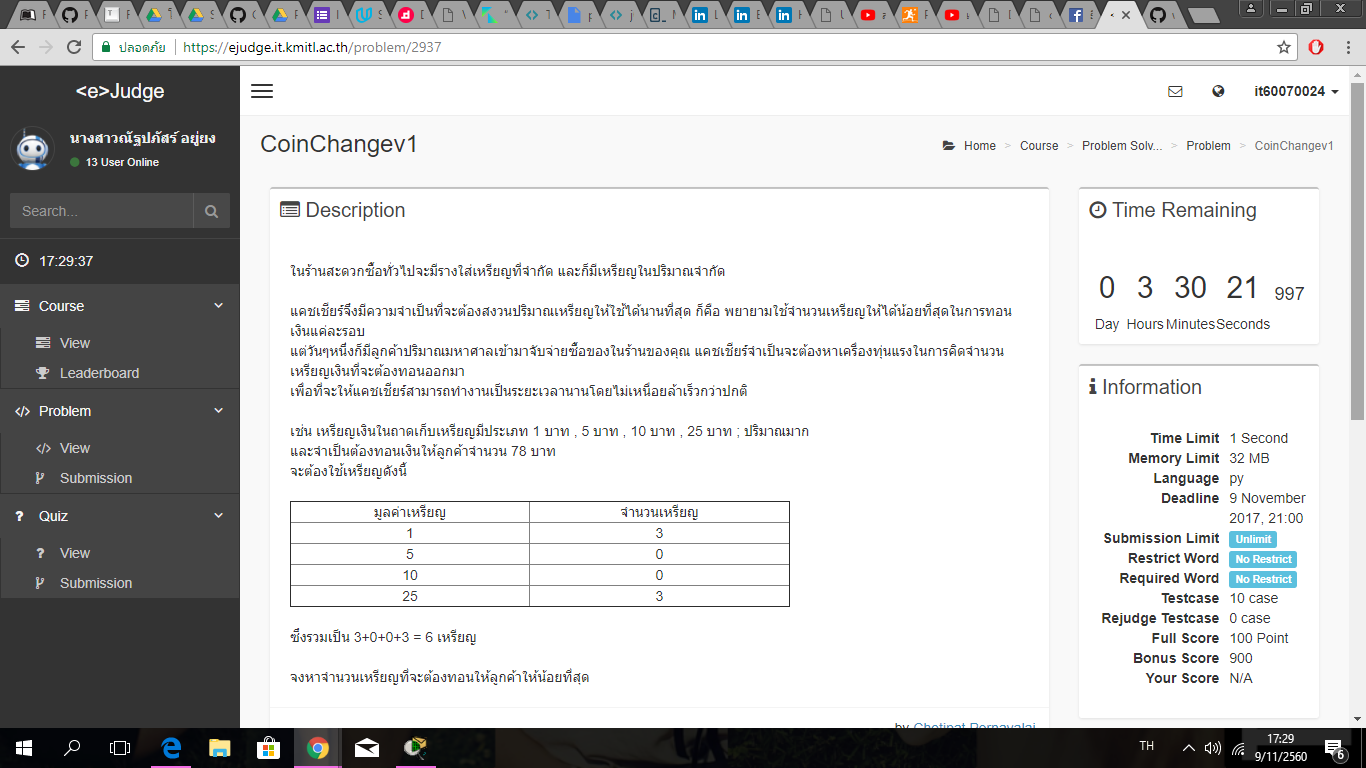 ปลอดภัย https://ejudge.it.kmitl.ac.th/problem/2937
<e>Judge
it60070024
นางสาวณัฐปภัสร์ อยู่ยง
13 User Online
Search...
17:29:37
Course
View
Leaderboard
Problem
View
Submission
Quiz
View
Submission
CoinChangev1
Home > Course > Problem Solv... > Problem > CoinChangev1
Description
ในร้านสะดวกซื้อทั่วไปจะมีรางใส่เหรียญที่จำกัด และก็มีเหรียญในปริมาณจำกัด
แคชเชียร์จึงมีความจำเป็นที่จะต้องสงวนปริมาณเหรียญให้ใช้ได้นานที่สุด ก็คือ พยายามใช้จำนวนเหรียญให้ได้น้อยที่สุดในการทอน
เงินแค่ละรอบ
แต่วันๆหนึ่งก็มีลูกค้าปริมาณมหาศาลเข้ามาจับจ่ายซื้อของในร้านของคุณ แคชเชียร์จำเป็นจะต้องหาเครื่องทุ่นแรงในการคิดจำนวน
เหรียญเงินที่จะต้องทอนออกมา
เพื่อที่จะให้แคชเชียร์สามารถทำงานเป็นระยะเวลานานโดยไม่เหนื่อยล้าเร็วกว่าปกติ
เช่น เหรียญเงินในถาดเก็บเหรียญมีประเภท 1 บาท , 5 บาท , 10 บาท , 25 บาท ; ปริมาณมาก
และจำเป็นต้องทอนเงินให้ลูกค้าจำนวน 78 บาท
จะต้องใช้เหรียญดังนี้
มูลค่าเหรียญ จำนวนเหรียญ
1 3
5 0
10 0
25 3
ซึ่งรวมเป็น 3+0+0+3 = 6 เหรียญ
จงหาจำนวนเหรียญที่จะต้องทอนให้ลูกค้าให้น้อยที่สุด
Time Remaining
0 3 30 21 997
Day Hours Minutes Seconds
Information
Time Limit 1 Second
Memory Limit 32 MB
Language py
Deadline 9 November
2017, 21:00
Submission Limit Unlimit
Restrict Word No Restrict
Required Word No Restrict
Testcase 10 case
Rejudge Testcase 0 case
Full Score 100 Point
Bonus Score 900
Your Score N/A
TH
17:29
9/11/2560
6